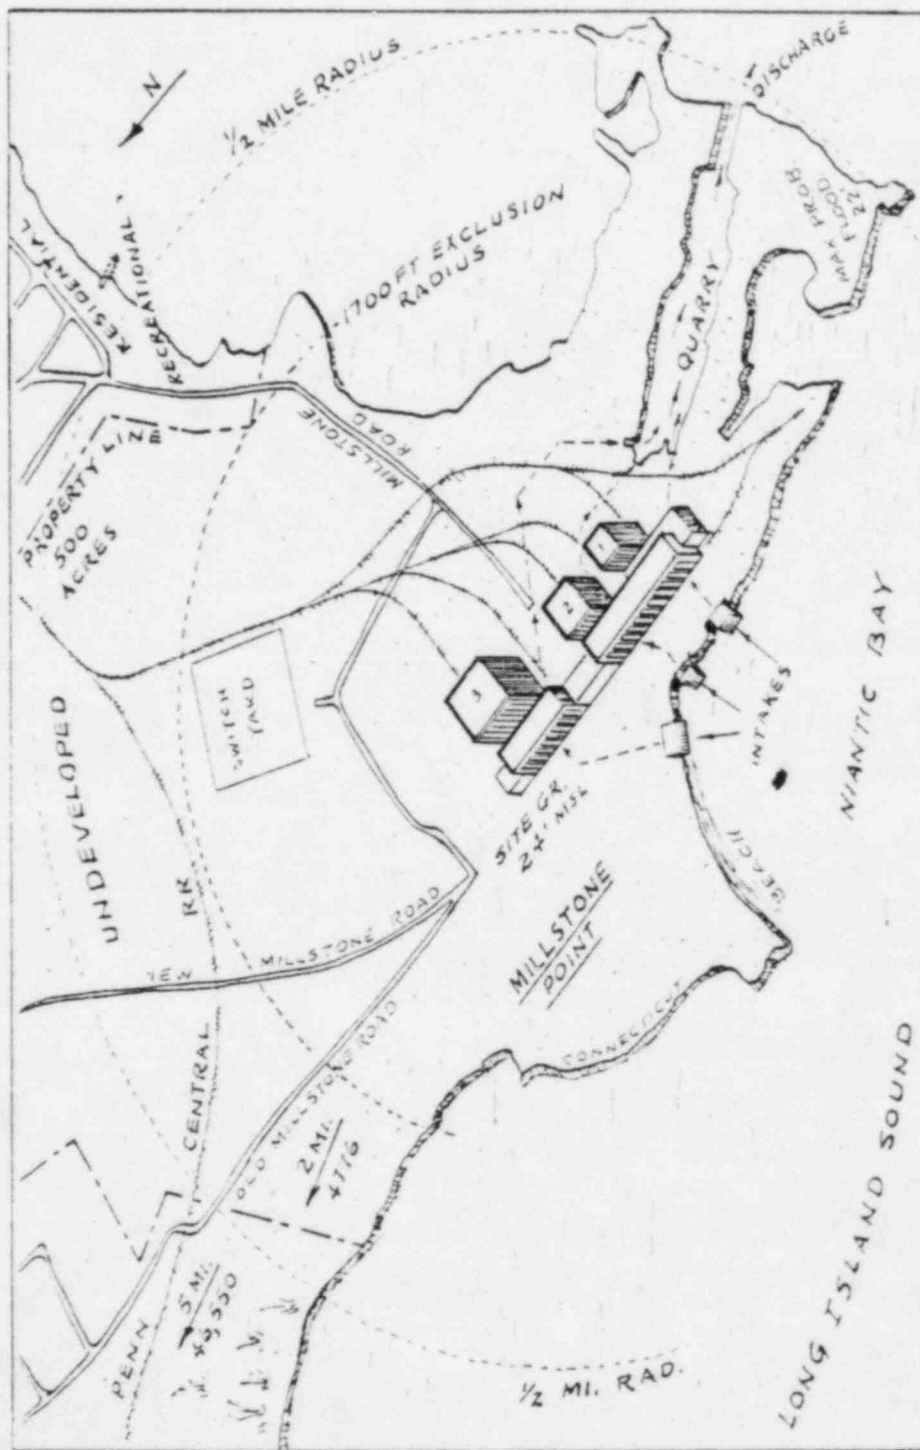 N
1/2 MILE RADIUS
DISCHARGE
MAX PROB
FLOOD
22'
RESIDENTIAL
RECREATIONAL
1700 FT EXCLUSION
RADIUS
QUARRY
PROPERTY LINE
500
ACRES
MILLSTONE
ROAD
1
2
3
SWITCH
YARD
UNDEVELOPED
SITE GR.
24' MSL
INTAKES
NIANTIC BAY
BEACH
RR
MILLSTONE ROAD
MILLSTONE
POINT
CONNECTICUT
CENTRAL
OLD MILLSTONE ROAD
2 MI.
4776
5 MI.
PENN
1/2 MI. RAD.
LONG ISLAND SOUND